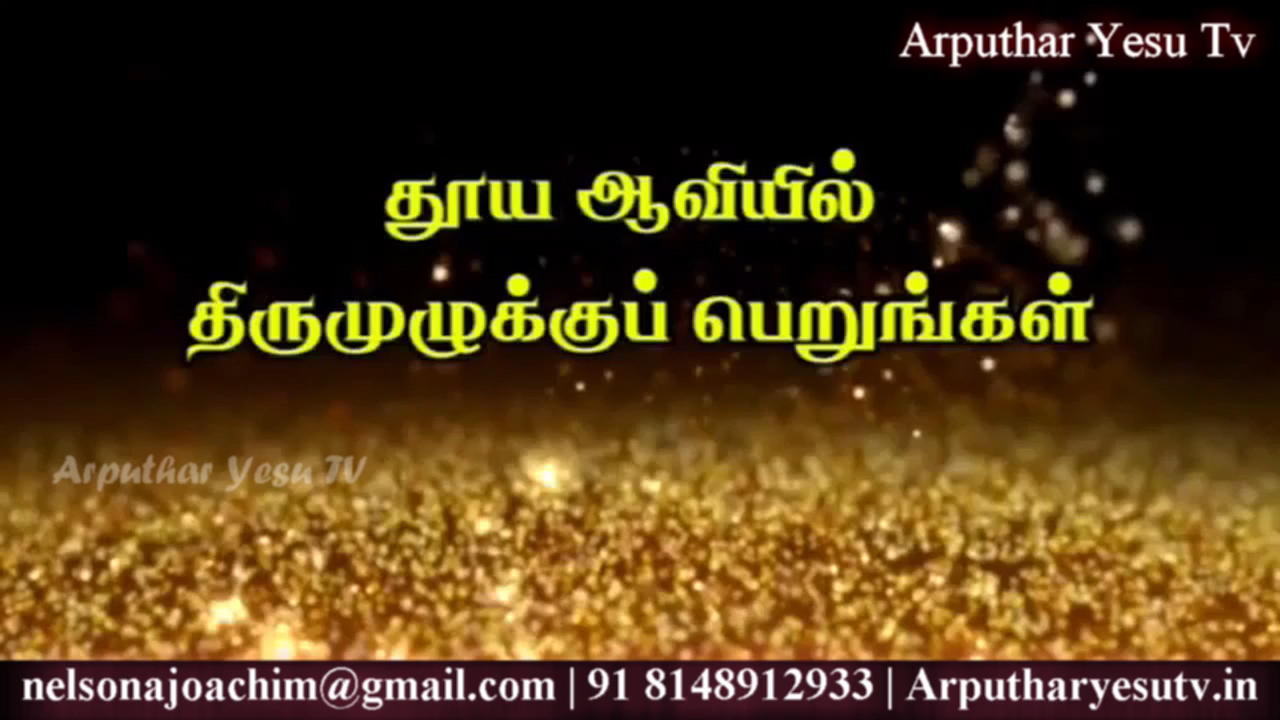 Arputhar Yesu Tv
தூய ஆவியில்
திருமுழுக்குப் பெறுங்கள்
Arputhar Yesu TV
nelsonajoachim@gmail.com | 91 8148912933 | Arputharyesutv.in